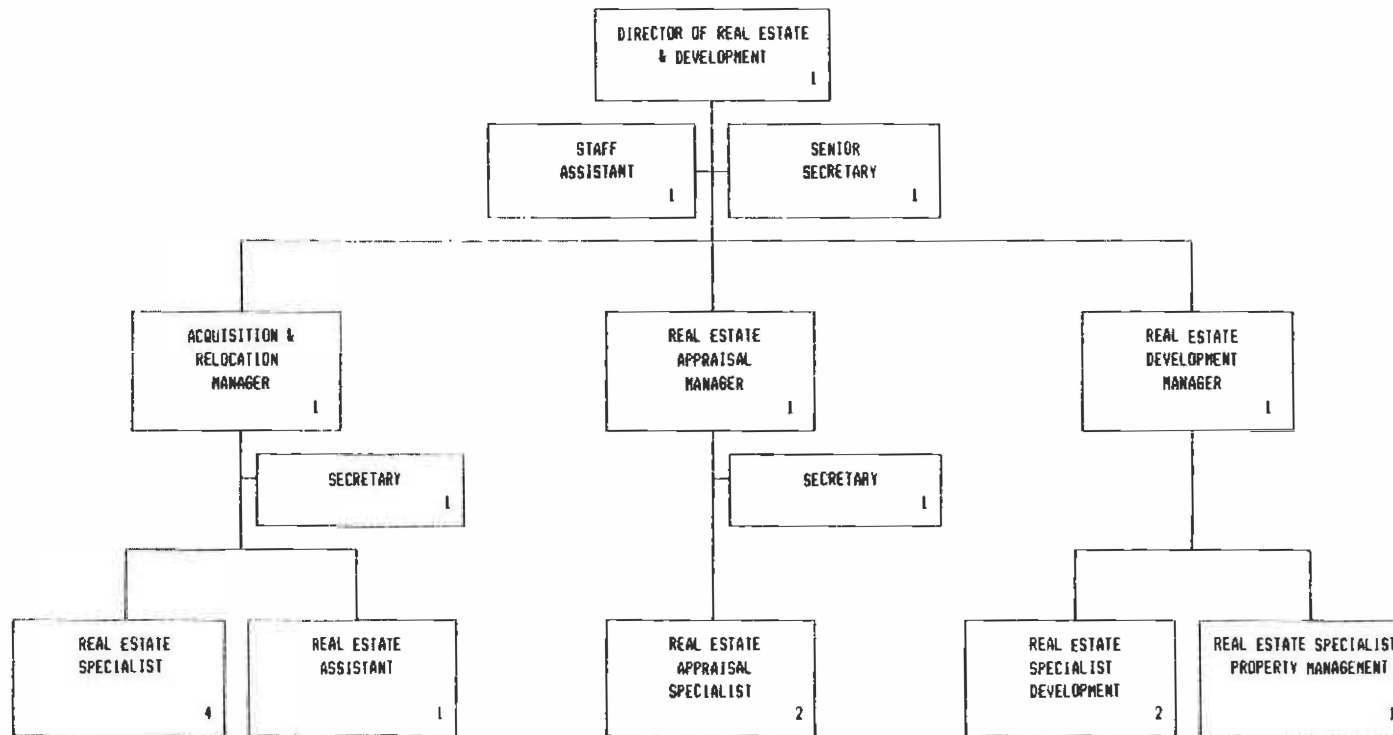 DIRECTOR OF REAL ESTATE
& DEVELOPMENT
1
STAFF
ASSISTANT
1
SENIOR
SECRETARY
1
ACQUISITION &
RELOCATION
MANAGER
1
REAL ESTATE
APPRAISAL
MANAGER
1
REAL ESTATE
DEVELOPMENT
MANAGER
1
SECRETARY
1
SECRETARY
1
REAL ESTATE
SPECIALIST
4
REAL ESTATE
ASSISTANT
1
REAL ESTATE
APPRAISAL
SPECIALIST
2
REAL ESTATE
SPECIALIST
DEVELOPMENT
2
REAL ESTATE SPECIALIST
PROPERTY MANAGEMENT
1